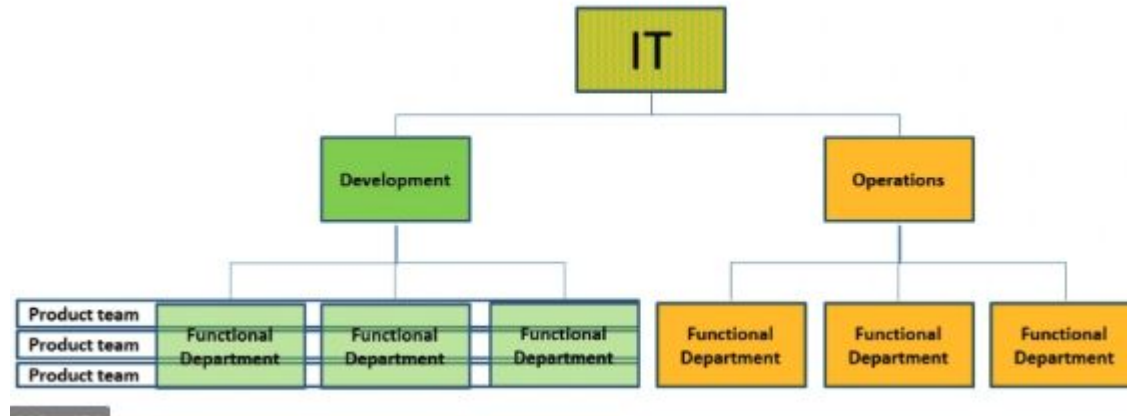 IT
Development
Operations
Product team
Product team
Product team
Functional
Department
Functional
Department
Functional
Department
Functional
Department
Functional
Department
Functional
Department